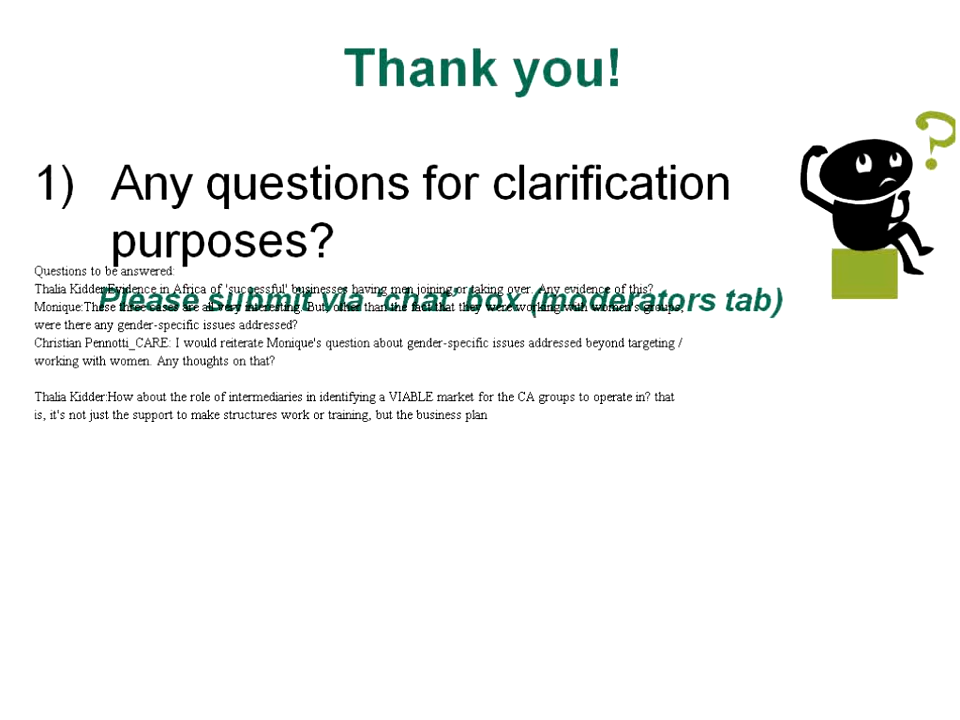 Thank you!
?
1) Any questions for clarification
purposes?
Questions to be answered:
Thalia Kidder:Evidence in Africa of 'successful' businesses having men joining or taking over. Any evidence of this?
Please submit via 'chat' box (moderators tab)
Monique:These three cases are all very interesting. But, other than the fact that they were working with women's groups,
were there any gender-specific issues addressed?
Christian Pennotti_CARE: I would reiterate Monique's question about gender-specific issues addressed beyond targeting /
working with women. Any thoughts on that?
Thalia Kidder:How about the role of intermediaries in identifying a VIABLE market for the CA groups to operate in? that
is, it's not just the support to make structures work or training, but the business plan